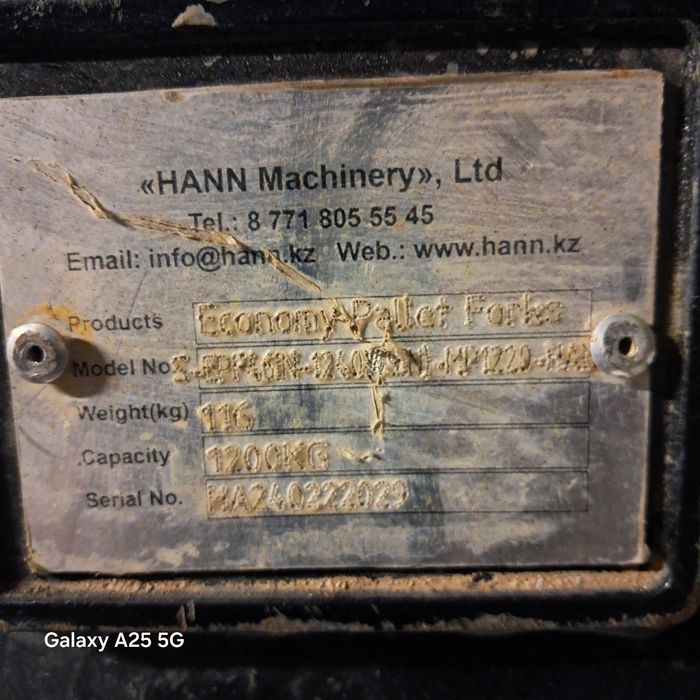 «HANN Machinery», Ltd
Tel.: 8 771 805 55 45
Email: info@hann.kz Web.: www.hann.kz
Products Economy Pallet Forks
Model No.
Weight(kg) 116
Capacity 1200KG
Serial No. MA240222029
Galaxy A25 5G